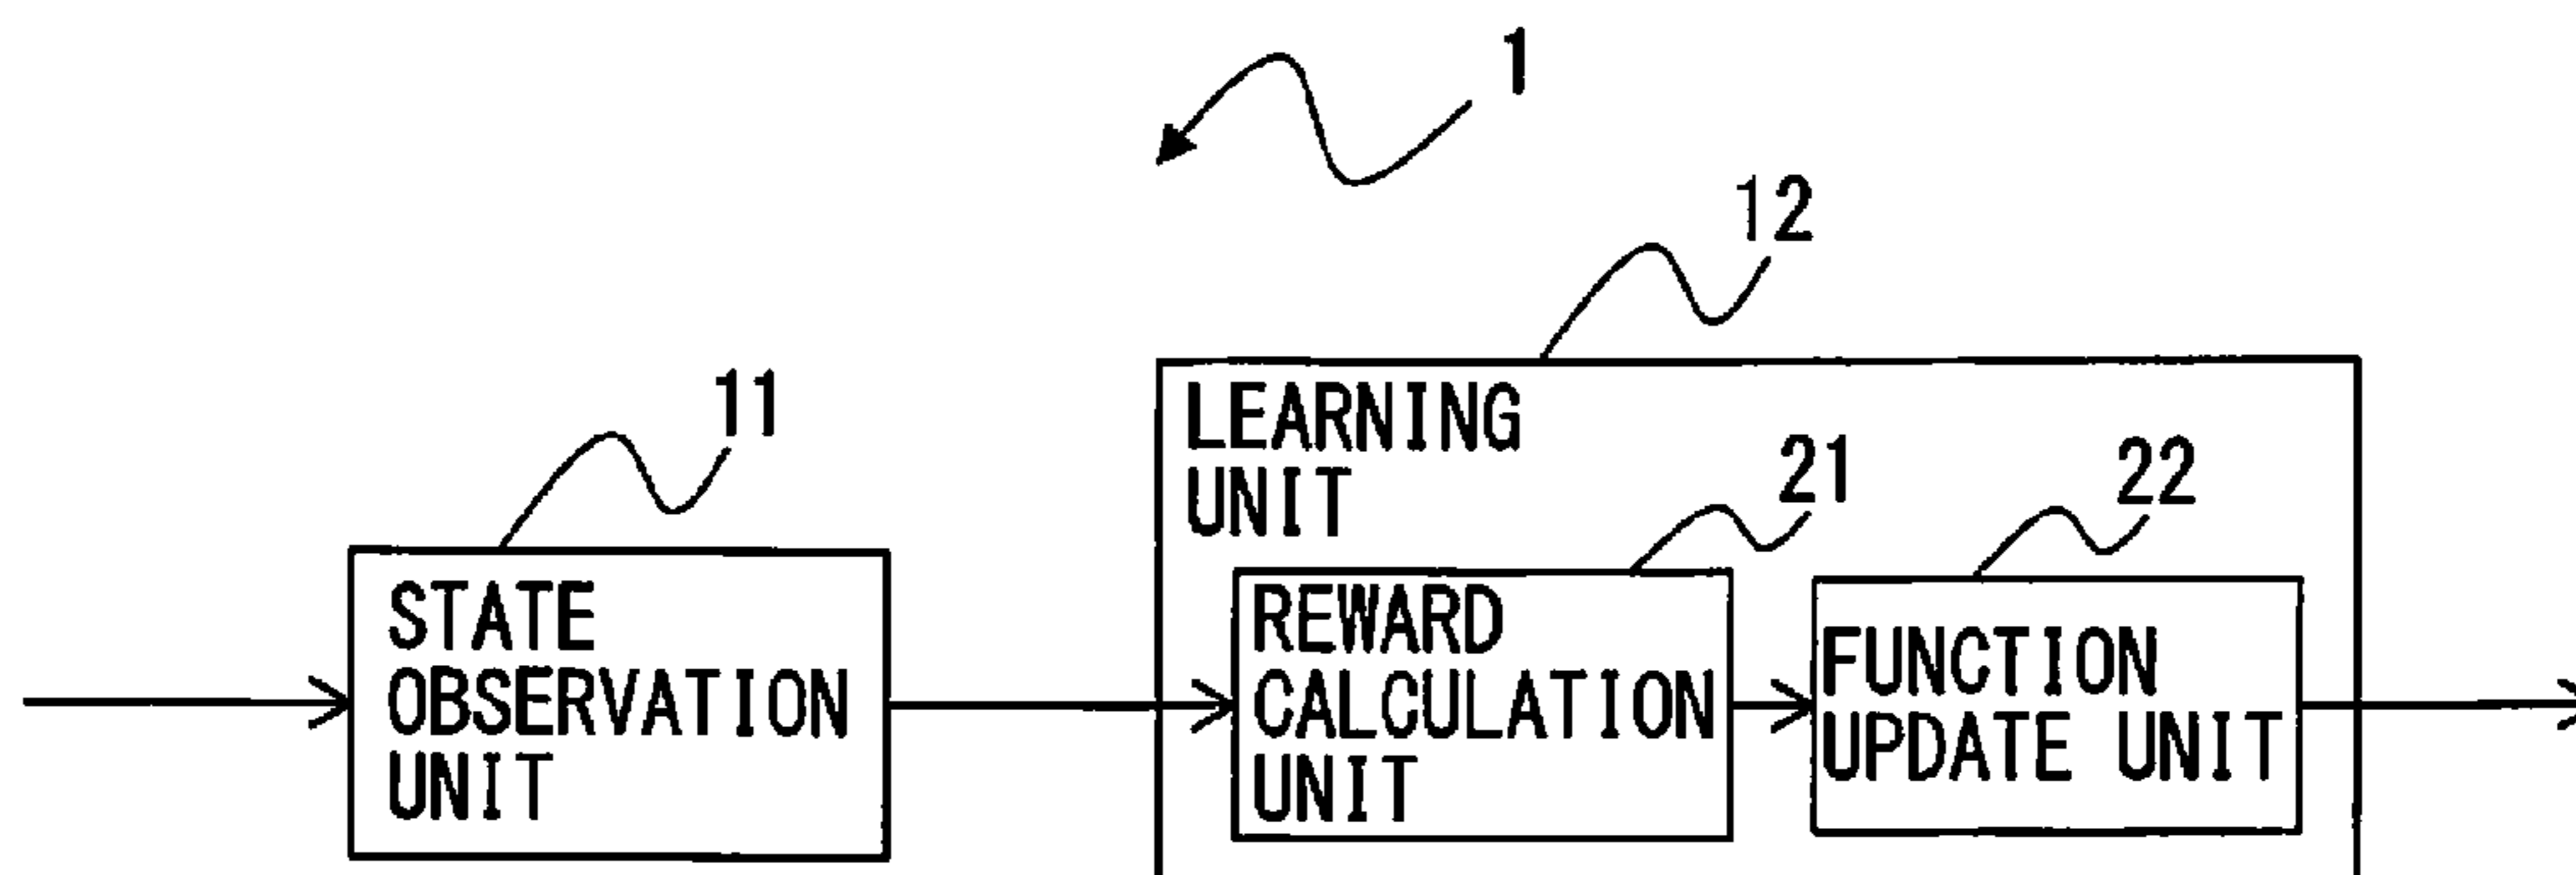 1
12
11
LEARNING
UNIT
21
22
STATE
OBSERVATION
UNIT
REWARD
CALCULATION
UNIT
FUNCTION
UPDATE UNIT